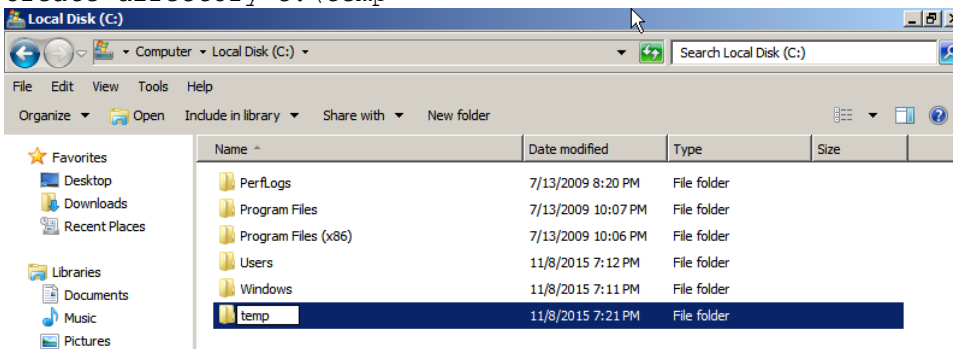 create directory C:\temp
Local Disk (C:)
Computer Local Disk (C:) Search Local Disk (C:)
File Edit View Tools Help
Organize Open Include in library Share with New folder
Favorites
Desktop
Downloads
Recent Places
Libraries
Documents
Music
Pictures
Name Date modified Type Size
PerfLogs 7/13/2009 8:20 PM File folder
Program Files 7/13/2009 10:07 PM File folder
Program Files (x86) 7/13/2009 10:06 PM File folder
Users 11/8/2015 7:12 PM File folder
Windows 11/8/2015 7:11 PM File folder
temp 11/8/2015 7:21 PM File folder